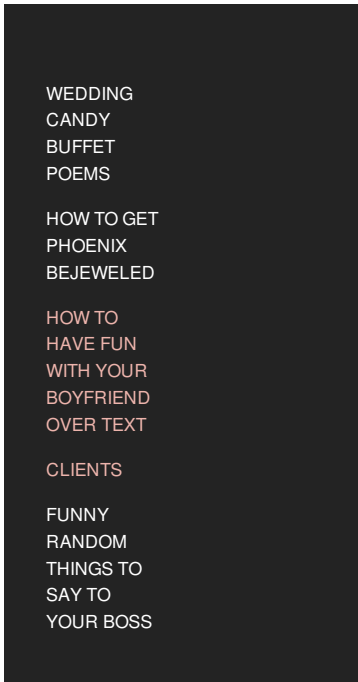 WEDDING
CANDY
BUFFET
POEMS
HOW TO GET
PHOENIX
BEJEWELED
HOW TO
HAVE FUN
WITH YOUR
BOYFRIEND
OVER TEXT
CLIENTS
FUNNY
RANDOM
THINGS TO
SAY TO
YOUR BOSS